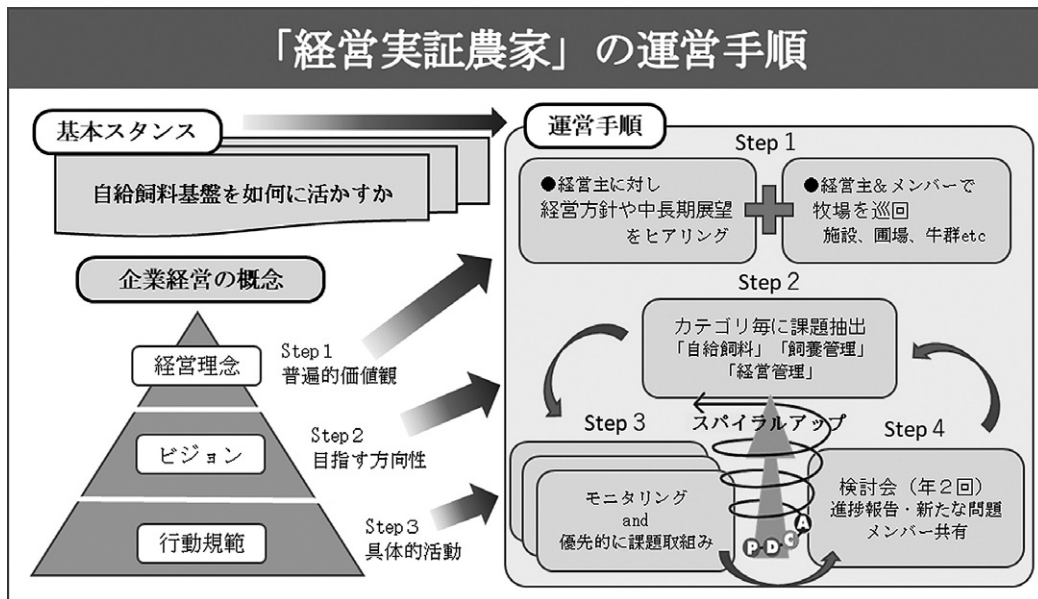 「経営実証農家」の運営手順
基本スタンス
自給飼料基盤を如何に活かすか
企業経営の概念
経営理念
Step 1
普遍的価値観
ビジョン
Step 2
目指す方向性
行動規範
Step 3
具体的活動
運営手順
Step 1
●経営主に対し
経営方針や中長期展望
をヒアリング
●経営主&メンバーで
牧場を巡回
施設、圃場、牛群etc
Step 2
カテゴリ毎に課題抽出
「自給飼料」「飼養管理」
「経営管理」
スパイラルアップ
Step 3
モニタリング
and
優先的に課題取組み
P-D-C-A
Step 4
検討会（年２回）
進捗報告・新たな問題
メンバー共有